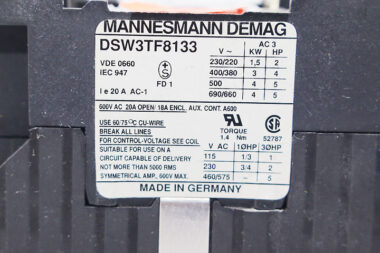 MANNESMANN DEMAG
DSW3TF8133
VDE 0660
IEC 947
FD 1
I e 20 A AC-1
AC 3
V ~ KW HP
230/220 1,5 2
400/380 3 4
500 4 5
690/660 4 5
600V AC 20A OPEN/ 18A ENCL. AUX. CONT. A600
USE 60/75°C CU-WIRE
BREAK ALL LINES
FOR CONTROL-VOLTAGE SEE COIL
SUITABLE FOR USE ON A
CIRCUIT CAPABLE OF DELIVERY
NOT MORE THAN 5000 RMS
SYMMETRICAL AMP., 600V MAX.
TORQUE
1.4 Nm
52787
V AC 1ØHP 3ØHP
115 1/3 1
230 3/4 2
460/575 – 5
MADE IN GERMANY